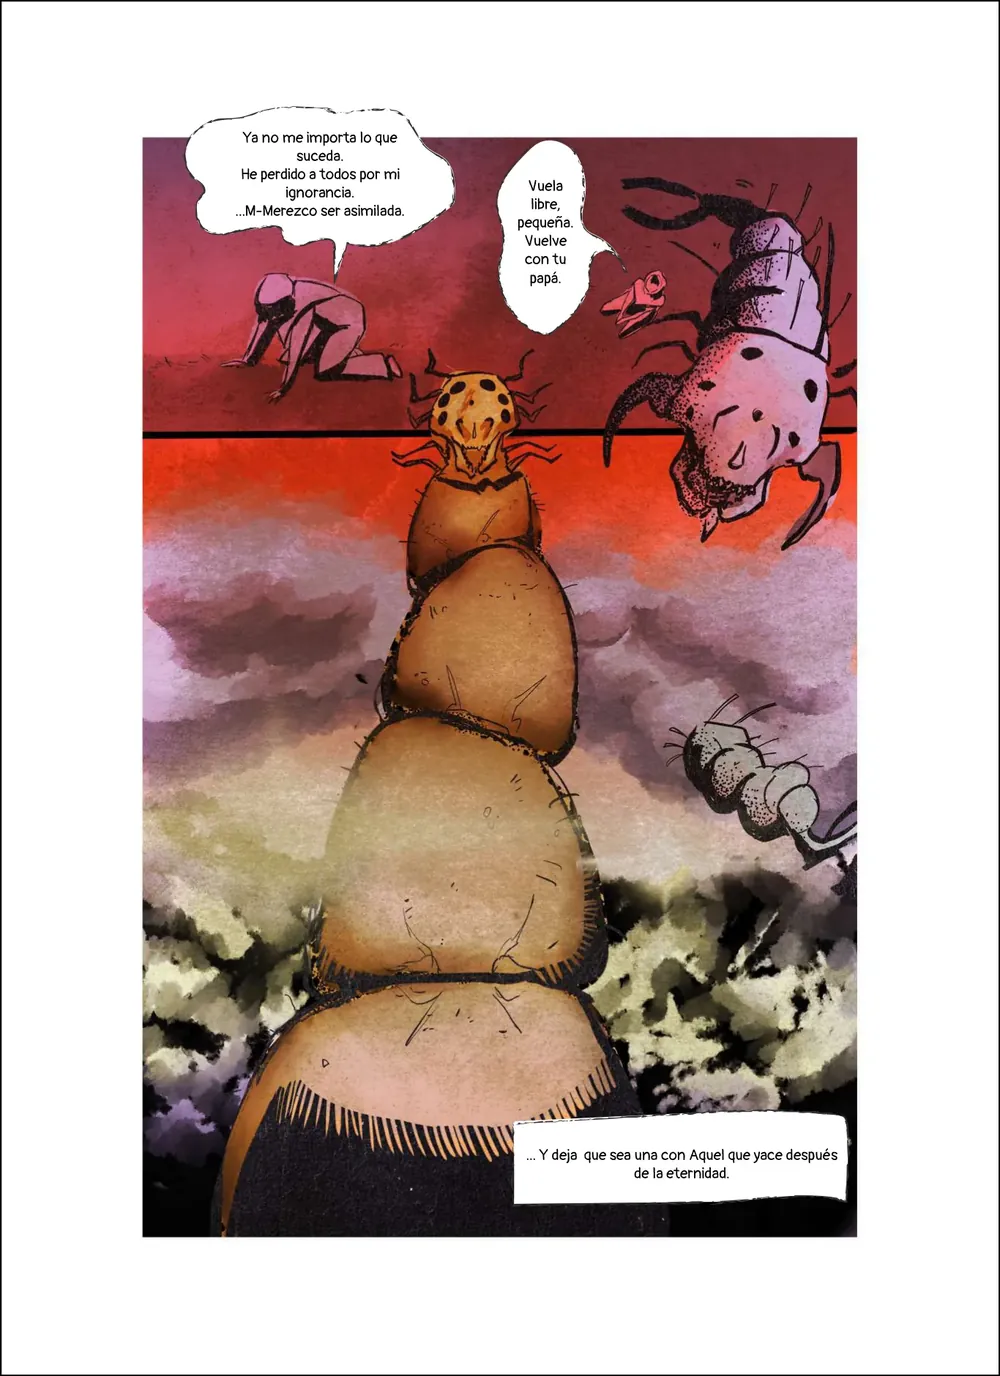 Ya no me importa lo que
suceda.
He perdido a todos por mi
ignorancia.
...M-Merezco ser asimilada.
Vuela
libre,
pequeña.
Vuelve
con tu
papá.
... Y deja que sea una con Aquel que yace después
de la eternidad.